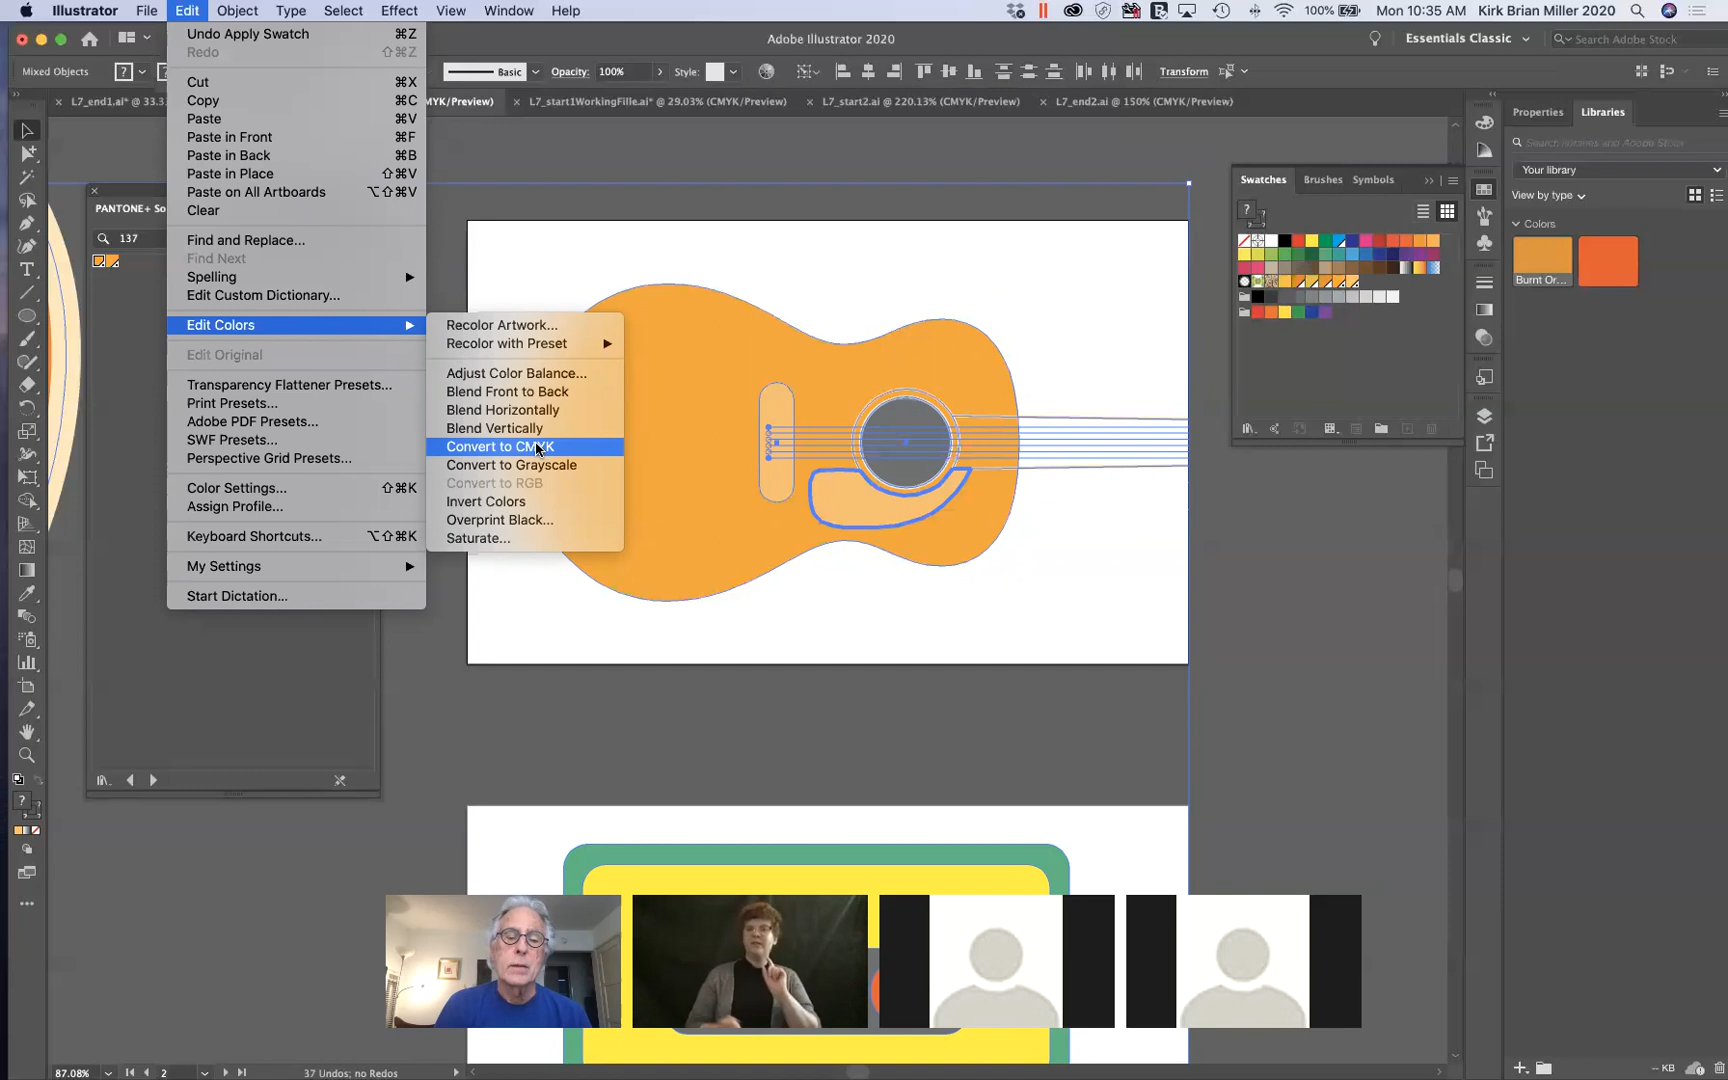 Illustrator File Edit Object Type Select Effect View Window Help
100% Mon 10:35 AM Kirk Brian Miller 2020
Adobe Illustrator 2020
Essentials Classic
Search Adobe Stock
Mixed Objects
?
Basic
Opacity: 100%
Style:
Transform
L7_end1.ai* @ 33.3
CMYK/Preview)
L7_start1WorkingFille.ai* @ 29.03% (CMYK/Preview)
L7_start2.ai @ 220.13% (CMYK/Preview)
L7_end2.ai @ 150% (CMYK/Preview)
Undo Apply Swatch ⌘Z
Redo ⇧⌘Z
Cut ⌘X
Copy ⌘C
Paste ⌘V
Paste in Front ⌘F
Paste in Back ⌘B
Paste in Place ⇧⌘V
Paste on All Artboards ⌥⇧⌘V
Clear
Find and Replace...
Find Next
Spelling
Edit Custom Dictionary...
Edit Colors
Edit Original
Transparency Flattener Presets...
Print Presets...
Adobe PDF Presets...
SWF Presets...
Perspective Grid Presets...
Color Settings... ⇧⌘K
Assign Profile...
Keyboard Shortcuts... ⌥⇧⌘K
My Settings
Start Dictation...
Recolor Artwork...
Recolor with Preset
Adjust Color Balance...
Blend Front to Back
Blend Horizontally
Blend Vertically
Convert to CMYK
Convert to Grayscale
Convert to RGB
Invert Colors
Overprint Black...
Saturate...
PANTONE+ So
137
Swatches Brushes Symbols
?
Properties Libraries
Your library
View by type
Colors
Burnt Or...
?
87.08%
2
37 Undos; no Redos
-- KB